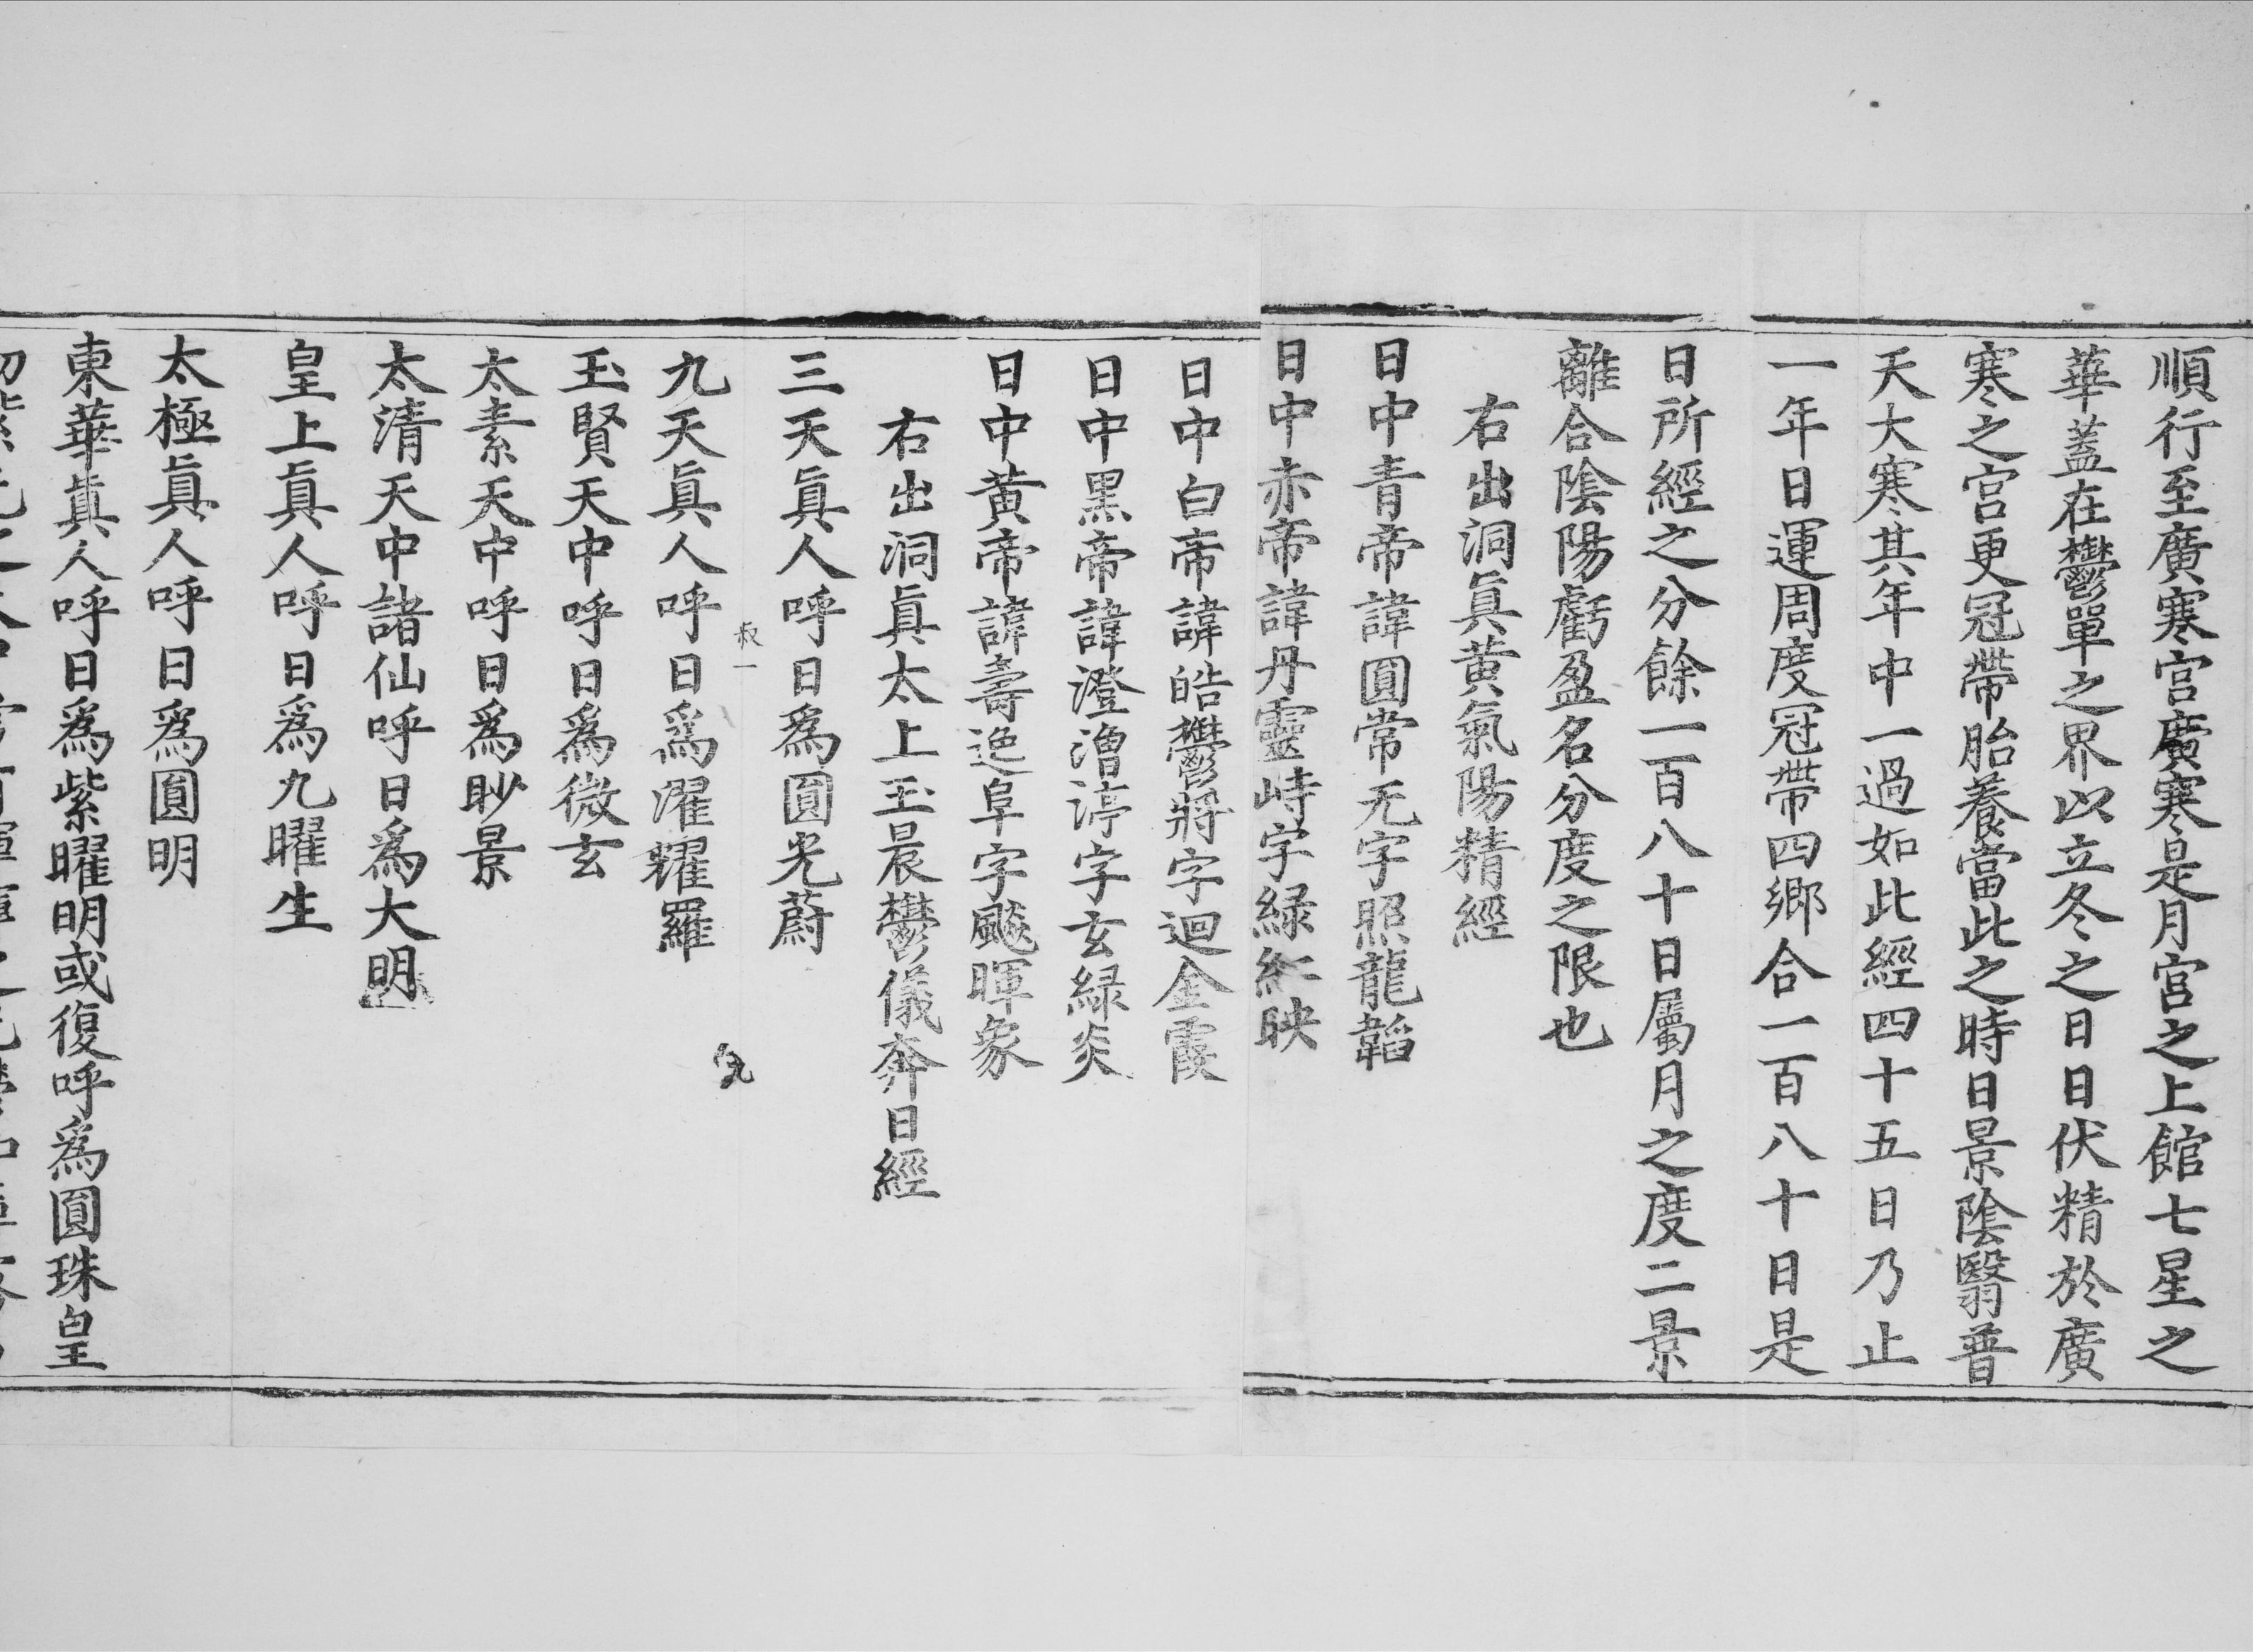 順行至廣寒宮廣寒是月宮之上館七星之
華蓋在鬱單之界以立冬之日日伏精於廣
寒之宮更冠帶胎養當此之時日景陰翳普
天大寒其年中一過如此經四十五日乃止
一年日運周度冠帶四鄉合一百八十日是
日所經之分餘一百八十日屬月之度二景
離合陰陽虧盈名分度之限也
右出洞眞黄氣陽精經
日中青帝諱圓常无字照龍韜
日中赤帝諱丹靈峙字緑紅映
日中白帝諱皓鬱將字迴金霞
日中黒帝諱澄渟字玄緑炎
日中黄帝諱壽逸阜字飈暉象
右出洞眞太上玉晨鬱儀奔日經
三天眞人呼日爲圓光蔚
九天眞人呼日爲濯耀羅
玉賢天中呼日爲微玄
太素天中呼日爲眇景
太清天中諸仙呼日爲大明
皇上眞人呼日爲九曜生
太極眞人呼日爲圓明
東華眞人呼日爲紫曜明或復呼爲圓珠皇